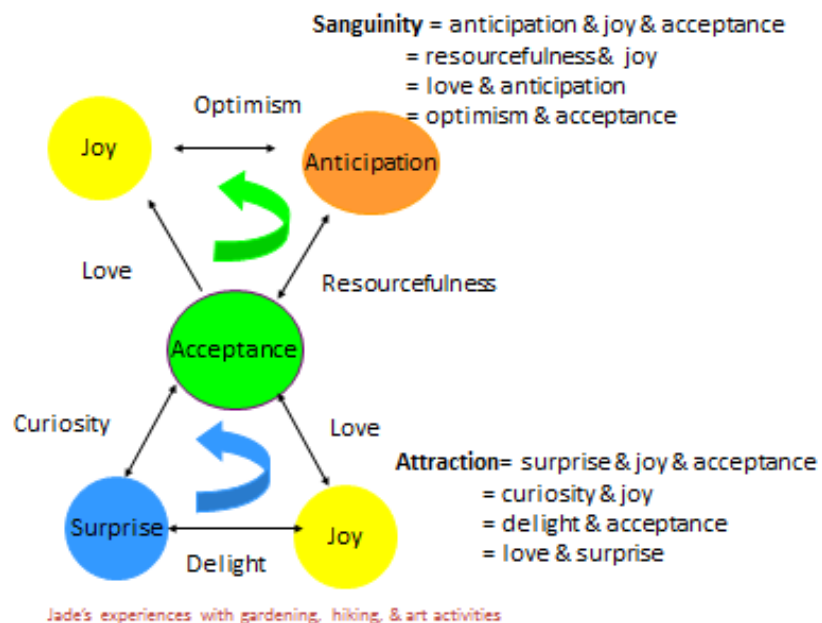 Sanguinity = anticipation & joy & acceptance
= resourcefulness& joy
= love & anticipation
= optimism & acceptance
Optimism
Joy
Anticipation
Love
Resourcefulness
Acceptance
Curiosity
Love
Attraction= surprise & joy & acceptance
= curiosity & joy
= delight & acceptance
= love & surprise
Surprise
Joy
Delight
Jade's experiences with gardening, hiking, & art activities